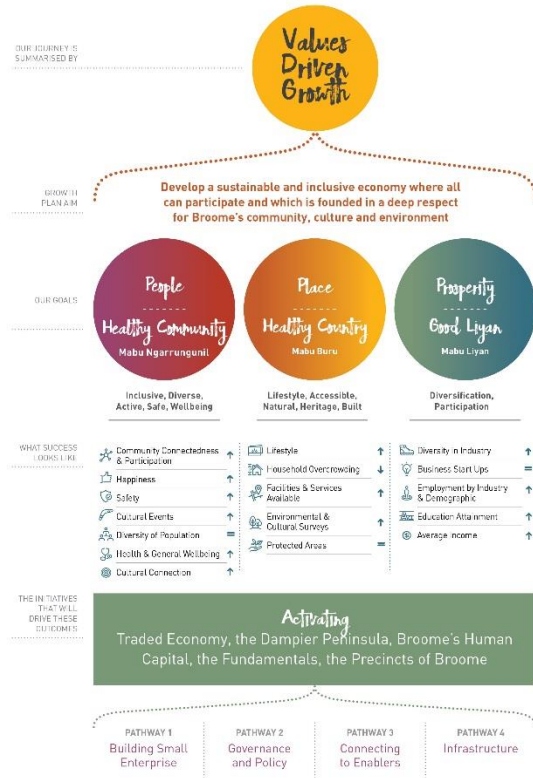 OUR JOURNEY IS
SUMMARISED BY
Values
Driven
Growth
GROWTH
PLAN AIM
Develop a sustainable and inclusive economy where all
can participate and which is founded in a deep respect
for Broome's community, culture and environment
OUR GOALS
People
Healthy Community
Mabu Ngarrungunil
Place
Healthy Country
Mabu Buru
Prosperity
Good Liyan
Mabu Liyan
Inclusive, Diverse,
Active, Safe, Wellbeing
Lifestyle, Accessible,
Natural, Heritage, Built
Diversification,
Participation
WHAT SUCCESS
LOOKS LIKE
Community Connectedness
& Participation ↑
Happiness ↑
Safety ↑
Cultural Events ↑
Diversity of Population =
Health & General Wellbeing ↑
Cultural Connection ↑
Lifestyle ↑
Household Overcrowding ↓
Facilities & Services
Available ↑
Environmental &
Cultural Surveys ↑
Protected Areas =
Diversity in Industry ↑
Business Start Ups =
Employment by Industry
& Demographic ↑
Education Attainment ↑
Average Income ↑
THE INITIATIVES
THAT WILL
DRIVE THESE
OUTCOMES
Activating
Traded Economy, the Dampier Peninsula, Broome's Human
Capital, the Fundamentals, the Precincts of Broome
PATHWAY 1
Building Small
Enterprise
PATHWAY 2
Governance
and Policy
PATHWAY 3
Connecting
to Enablers
PATHWAY 4
Infrastructure